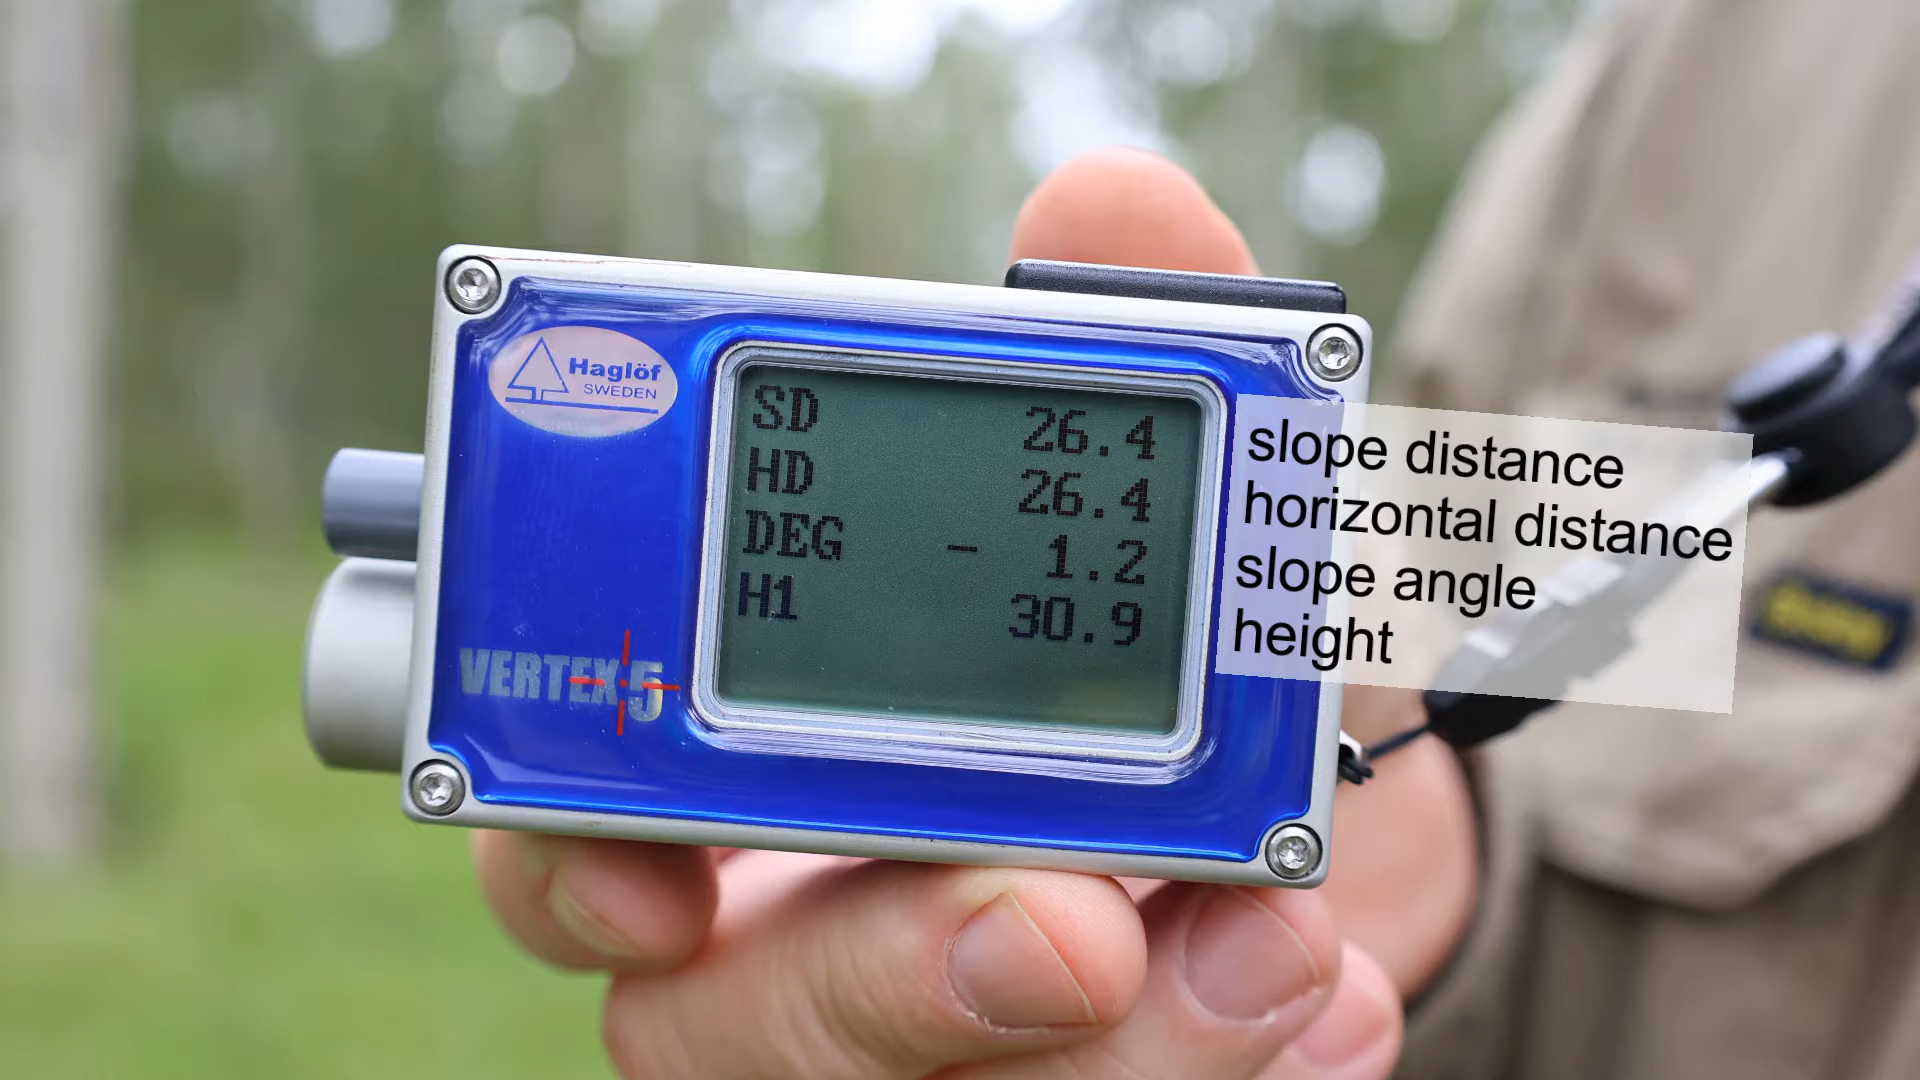 Haglöf
SWEDEN
SD 26.4
HD 26.4
DEG - 1.2
H1 30.9
slope distance
horizontal distance
slope angle
height
VERTEX 5